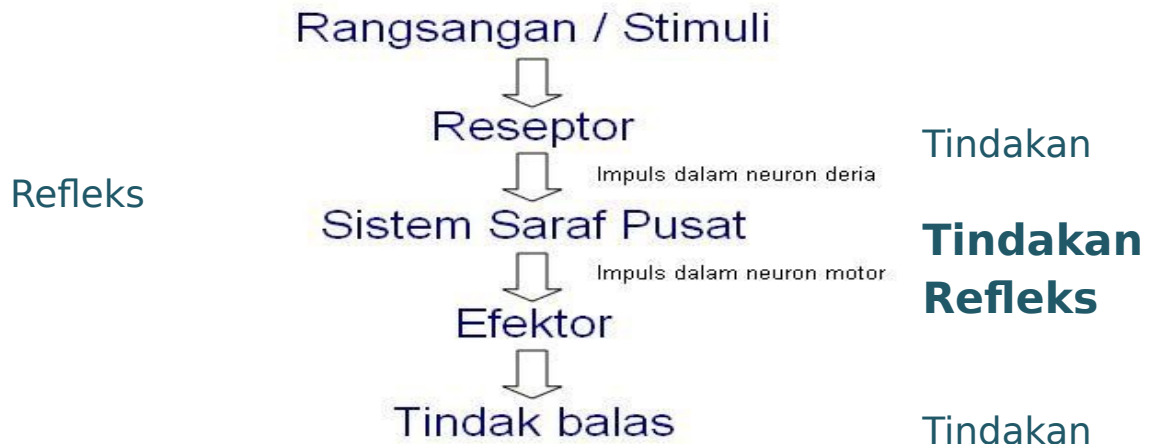 Rangsangan / Stimuli
Reseptor
Tindakan
Impuls dalam neuron deria
Refleks
Sistem Saraf Pusat
Tindakan
Refleks
Impuls dalam neuron motor
Efektor
Tindak balas
Tindakan